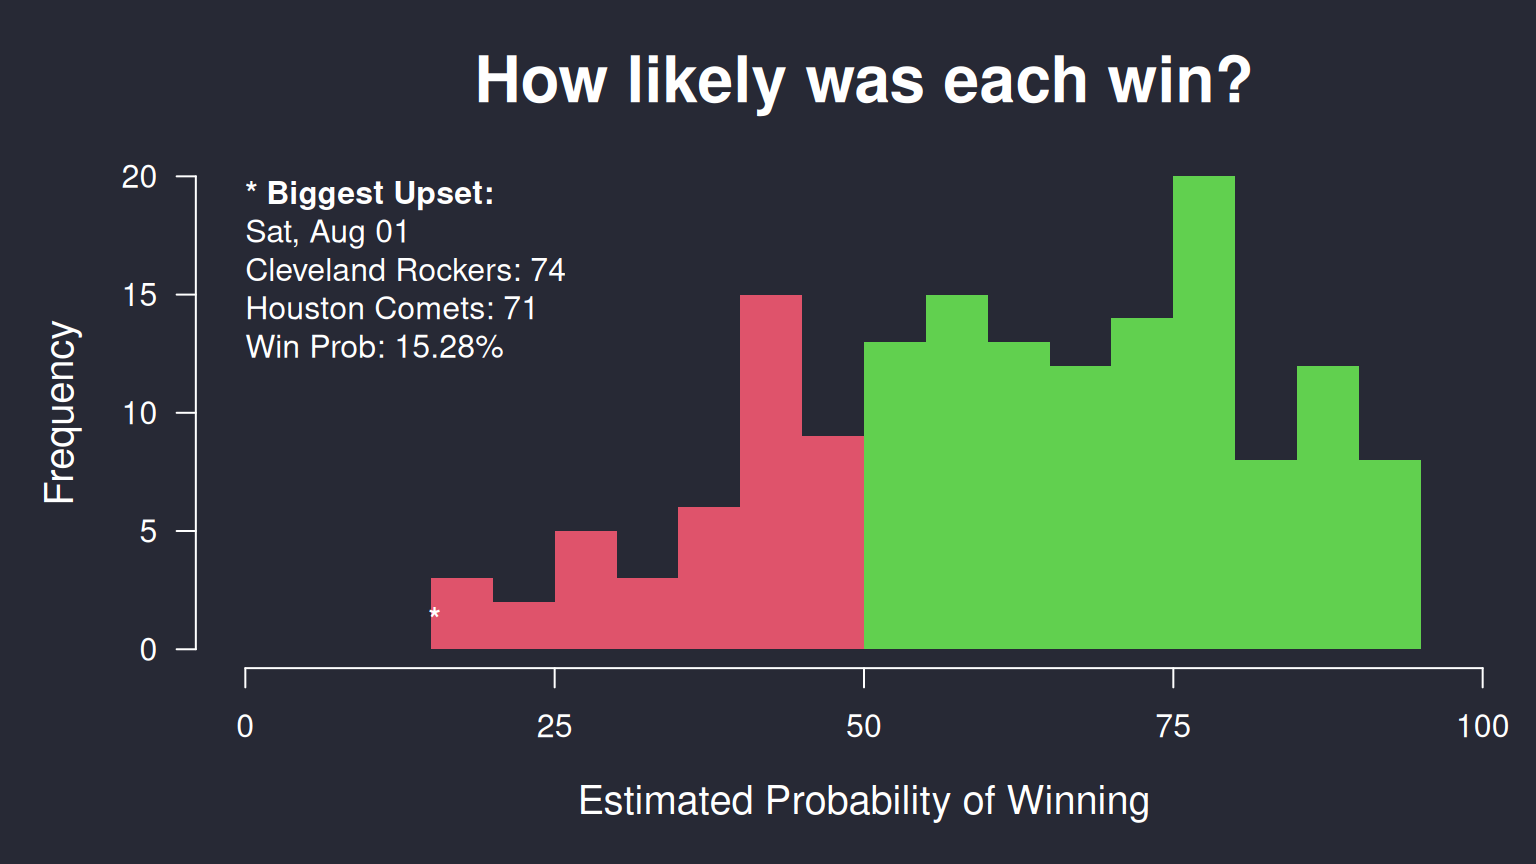 How likely was each win?
* Biggest Upset:
Sat, Aug 01
Cleveland Rockers: 74
Houston Comets: 71
Win Prob: 15.28%
Frequency
20
15
10
5
0
*
0
25
50
75
100
Estimated Probability of Winning